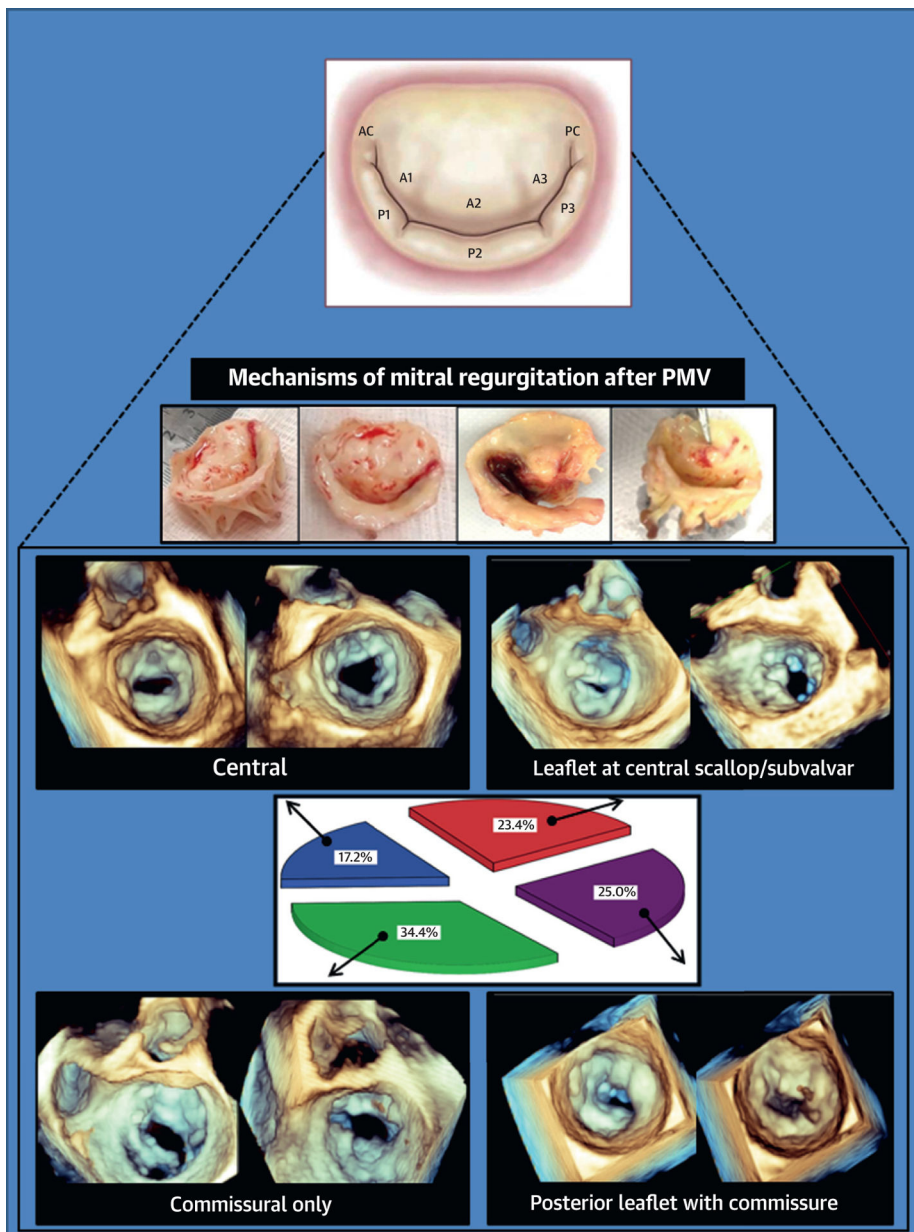 AC
PC
A1
A3
A2
P1
P3
P2
Mechanisms of mitral regurgitation after PMV
Central
Leaflet at central scallop/subvalvar
23.4%
17.2%
25.0%
34.4%
Commissural only
Posterior leaflet with commissure